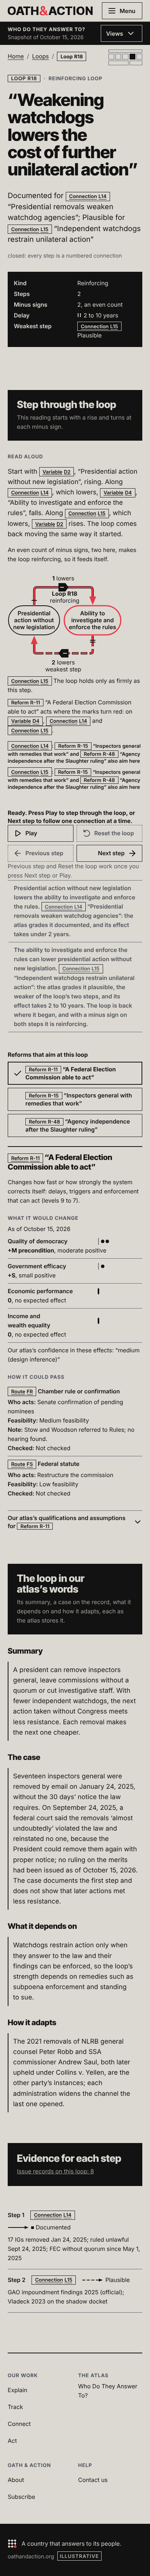 OATH&ACTION
Menu
WHO DO THEY ANSWER TO?
Snapshot of October 15, 2026
Views
Home / Loops / Loop R18
LOOP R18 · REINFORCING LOOP
“Weakening
watchdogs
lowers the
cost of further
unilateral action”
Documented for Connection L14
“Presidential removals weaken
watchdog agencies”; Plausible for
Connection L15 “Independent watchdogs
restrain unilateral action”
closed: every step is a numbered connection
Kind Reinforcing
Steps 2
Minus signs 2, an even count
Delay 2 to 10 years
Weakest step Connection L15
Plausible
Step through the loop
This reading starts with a rise and turns at
each minus sign.
READ ALOUD
Start with Variable D2, “Presidential action
without new legislation”, rising. Along
Connection L14, which lowers, Variable D4,
“Ability to investigate and enforce the
rules”, falls. Along Connection L15, which
lowers, Variable D2 rises. The loop comes
back moving the same way it started.
An even count of minus signs, two here, makes
the loop reinforcing, so it feeds itself.
1 lowers
Loop R18
reinforcing
Presidential
action without
new legislation
Ability to
investigate and
enforce the rules
2 lowers
weakest step
Connection L15 The loop holds only as firmly as
this step.
Reform R-11 “A Federal Election Commission
able to act” acts where the marks turn red: on
Variable D4, Connection L14 and
Connection L15
Connection L14 Reform R-15 “Inspectors general
with remedies that work” and Reform R-48 “Agency
independence after the Slaughter ruling” also aim here
Connection L15 Reform R-15 “Inspectors general
with remedies that work” and Reform R-48 “Agency
independence after the Slaughter ruling” also aim here
Ready. Press Play to step through the loop, or
Next step to follow one connection at a time.
Play
Reset the loop
Previous step
Next step
Previous step and Reset the loop work once you
press Next step or Play.
Presidential action without new legislation
lowers the ability to investigate and enforce
the rules. Connection L14 “Presidential
removals weaken watchdog agencies”: the
atlas grades it documented, and its effect
takes under 2 years.
The ability to investigate and enforce the
rules can lower presidential action without
new legislation. Connection L15
“Independent watchdogs restrain unilateral
action”: the atlas grades it plausible, the
weaker of the loop’s two steps, and its
effect takes 2 to 10 years. The loop is back
where it began, and with a minus sign on
both steps it is reinforcing.
Reforms that aim at this loop
Reform R-11 “A Federal Election
Commission able to act”
Reform R-15 “Inspectors general with
remedies that work”
Reform R-48 “Agency independence
after the Slaughter ruling”
Reform R-11 “A Federal Election
Commission able to act”
Changes how fast or how strongly the system
corrects itself: delays, triggers and enforcement
that can act (levels 9 to 7).
WHAT IT WOULD CHANGE
As of October 15, 2026
Quality of democracy
+M precondition, moderate positive
Government efficacy
+S, small positive
Economic performance
0, no expected effect
Income and
wealth equality
0, no expected effect
Our atlas’s confidence in these effects: “medium
(design inference)”
HOW IT COULD PASS
Route FR Chamber rule or confirmation
Who acts: Senate confirmation of pending
nominees
Feasibility: Medium feasibility
Note: Stow and Woodson referred to Rules; no
hearing found.
Checked: Not checked
Route FS Federal statute
Who acts: Restructure the commission
Feasibility: Low feasibility
Checked: Not checked
Our atlas’s qualifications and assumptions
for Reform R-11
The loop in our
atlas’s words
Its summary, a case on the record, what it
depends on and how it adapts, each as
the atlas stores it.
Summary
A president can remove inspectors
general, leave commissions without a
quorum or cut investigative staff. With
fewer independent watchdogs, the next
action taken without Congress meets
less resistance. Each removal makes
the next one cheaper.
The case
Seventeen inspectors general were
removed by email on January 24, 2025,
without the 30 days’ notice the law
requires. On September 24, 2025, a
federal court said the removals ‘almost
undoubtedly’ violated the law and
reinstated no one, because the
President could remove them again with
proper notice; no ruling on the merits
had been issued as of October 15, 2026.
The case documents the first step and
does not show that later actions met
less resistance.
What it depends on
Watchdogs restrain action only when
they answer to the law and their
findings can be enforced, so the loop’s
strength depends on remedies such as
subpoena enforcement and standing
to sue.
How it adapts
The 2021 removals of NLRB general
counsel Peter Robb and SSA
commissioner Andrew Saul, both later
upheld under Collins v. Yellen, are the
other party’s instances; each
administration widens the channel the
last one opened.
Evidence for each step
Issue records on this loop: 8
Step 1 Connection L14
Documented
17 IGs removed Jan 24, 2025; ruled unlawful
Sept 24, 2025; FEC without quorum since May 1,
2025
Step 2 Connection L15 Plausible
GAO impoundment findings 2025 (official);
Vladeck 2023 on the shadow docket
OUR WORK
Explain
Track
Connect
Act
THE ATLAS
Who Do They Answer
To?
OATH & ACTION
About
Subscribe
HELP
Contact us
A country that answers to its people.
oathandaction.org ILLUSTRATIVE